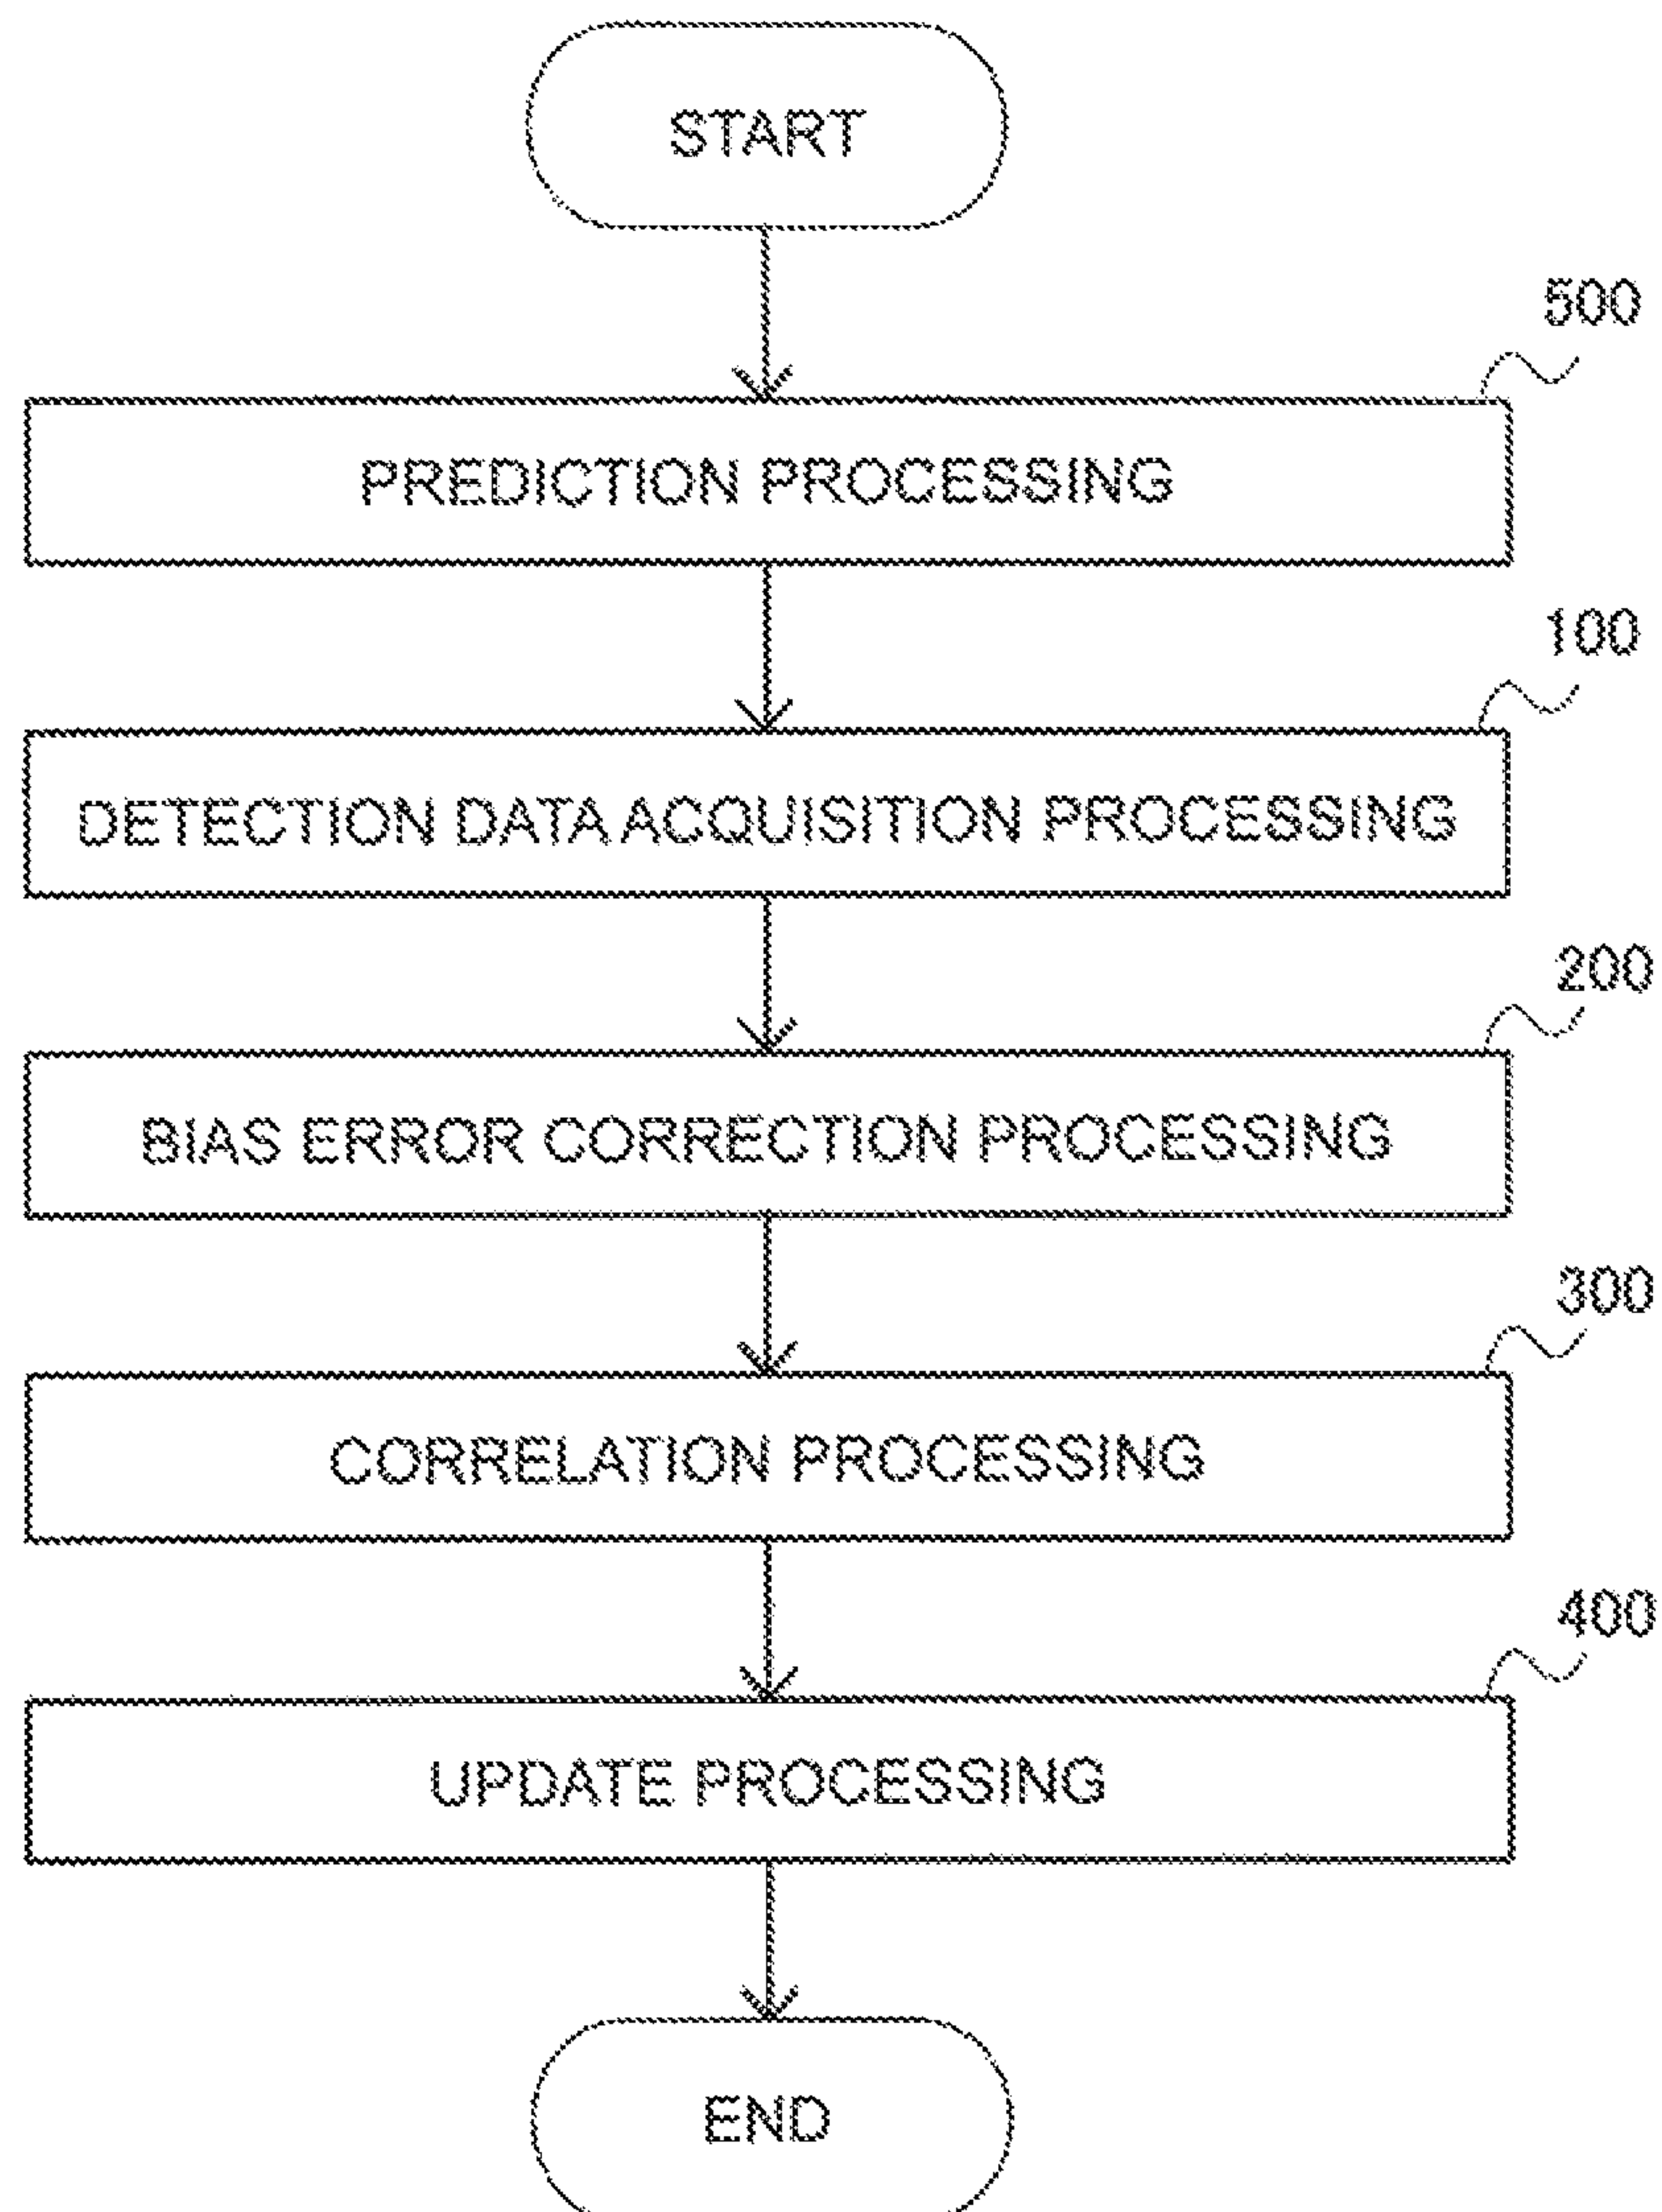 START
500
PREDICTION PROCESSING
100
DETECTION DATA ACQUISITION PROCESSING
200
BIAS ERROR CORRECTION PROCESSING
300
CORRELATION PROCESSING
400
UPDATE PROCESSING
END